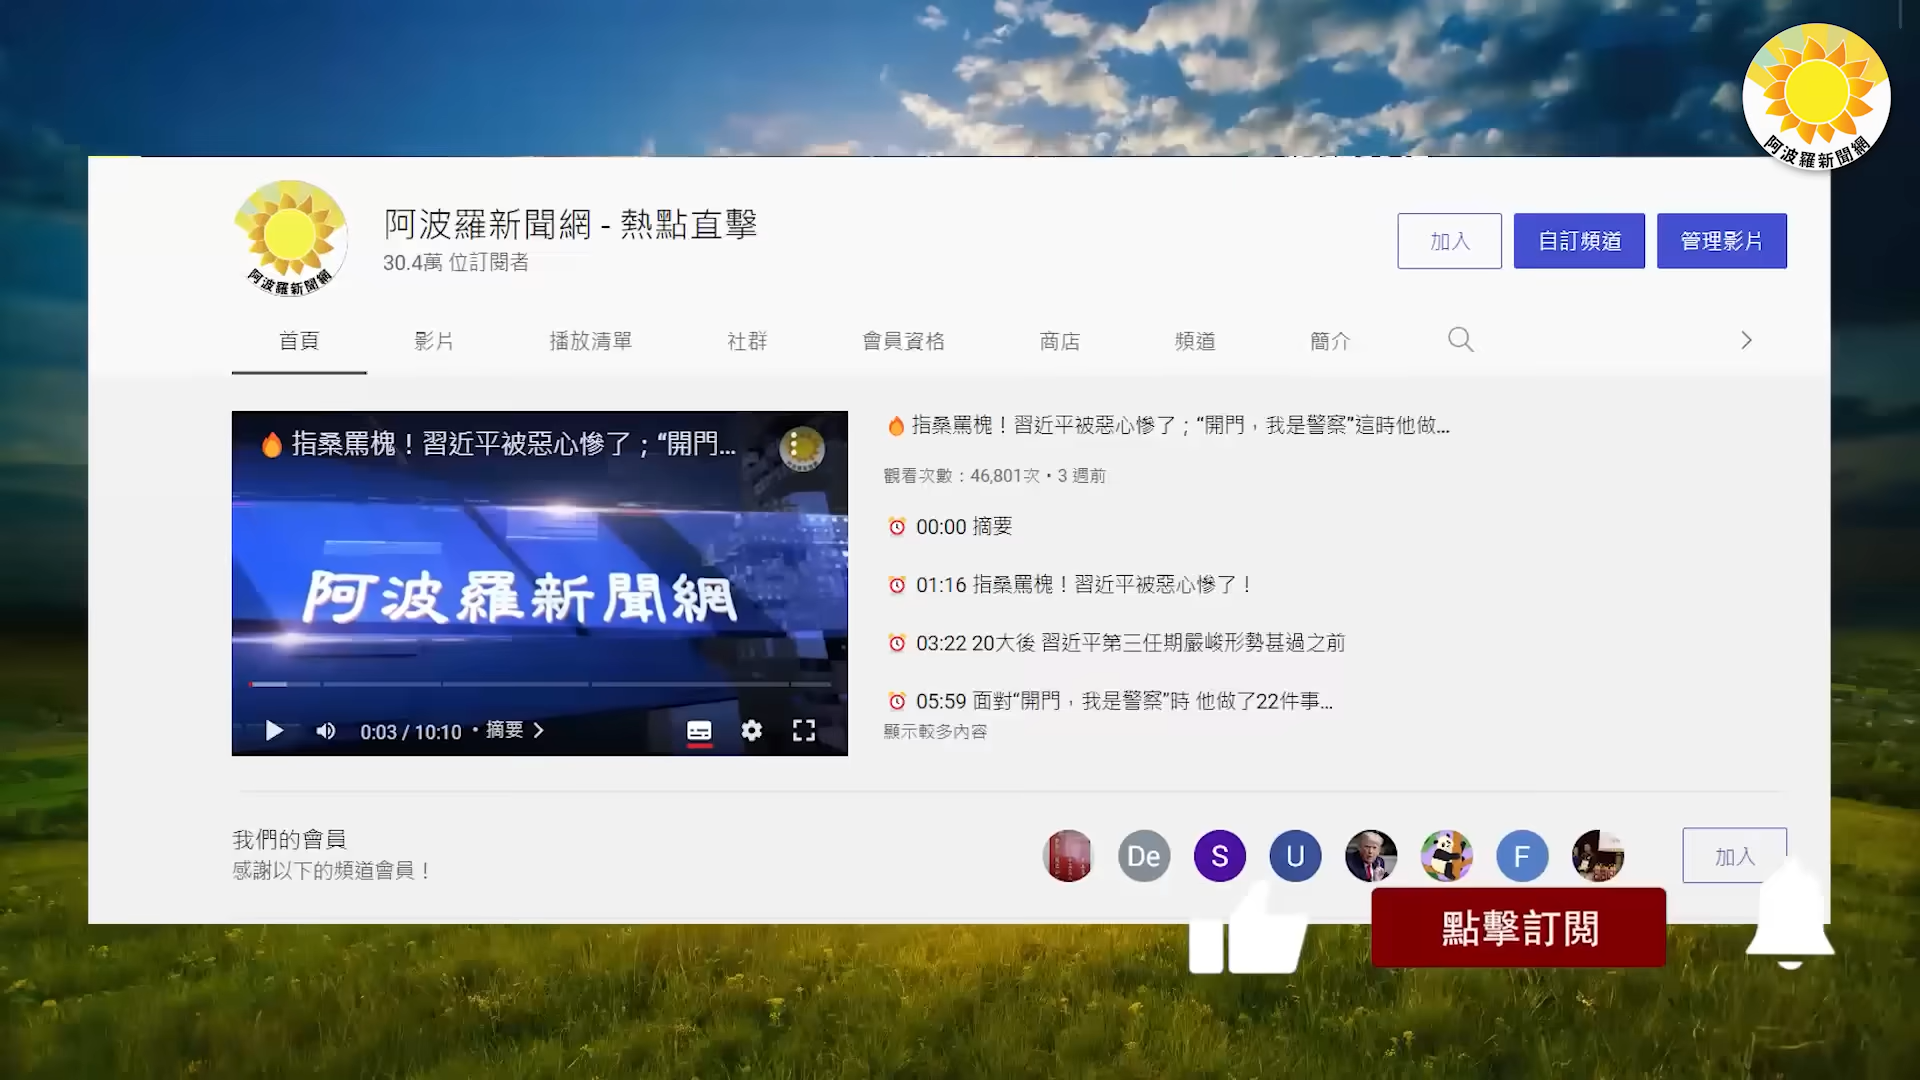 阿波羅新聞網
阿波羅新聞網
阿波羅新聞網 - 熱點直擊
30.4萬 位訂閱者
加入
自訂頻道
管理影片
首頁
影片
播放清單
社群
會員資格
商店
頻道
簡介
🔥 指桑罵槐！習近平被惡心慘了；“開門...
阿波羅新聞網
0:03 / 10:10 • 摘要
🔥 指桑罵槐！習近平被惡心慘了；“開門，我是警察”這時他做...
觀看次數：46,801次 • 3 週前
⏰ 00:00 摘要
⏰ 01:16 指桑罵槐！習近平被惡心慘了！
⏰ 03:22 20大後 習近平第三任期嚴峻形勢甚過之前
⏰ 05:59 面對“開門，我是警察”時 他做了22件事...
顯示較多內容
我們的會員
感謝以下的頻道會員！
De
S
U
F
加入
點擊訂閱